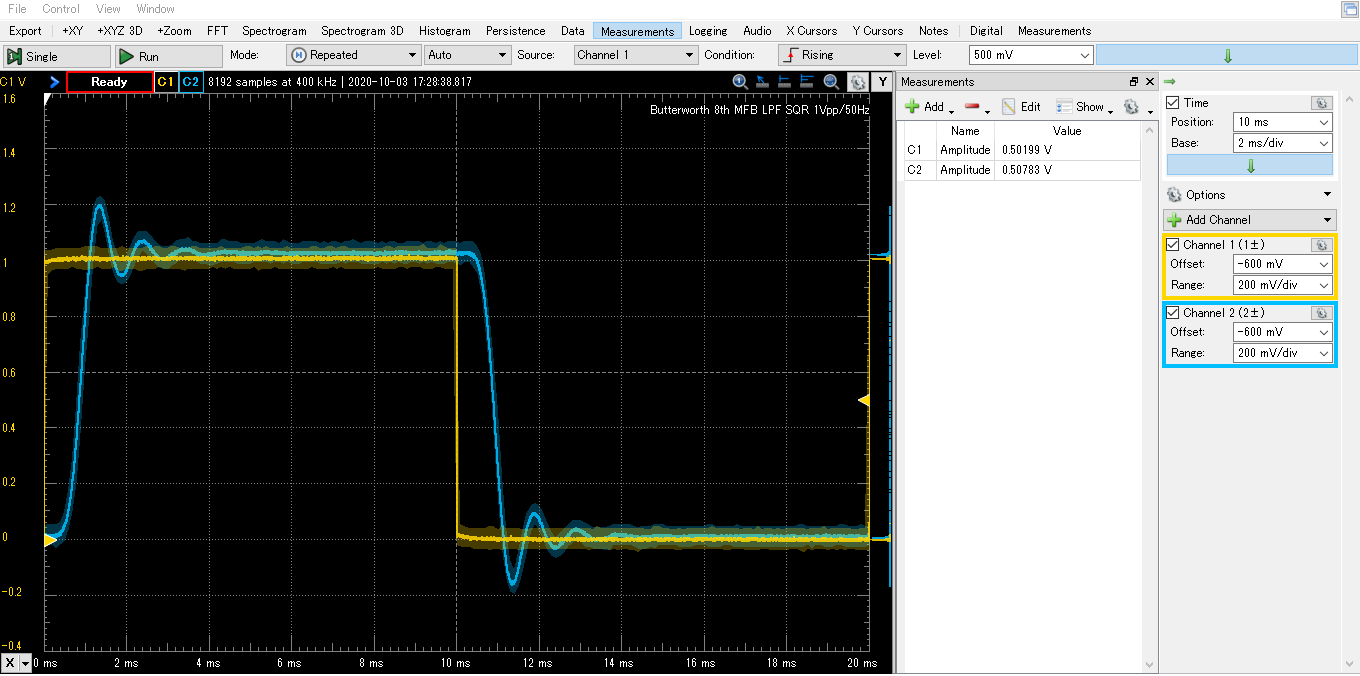 File Control View Window
Export +XY +XYZ 3D +Zoom FFT Spectrogram Spectrogram 3D Histogram Persistence Data Measurements Logging Audio X Cursors Y Cursors Notes Digital Measurements
Single Run Mode: Repeated Auto Source: Channel 1 Condition: Rising Level: 500 mV
C1 V Ready C1 C2 8192 samples at 400 kHz | 2020-10-03 17:28:38.817 Y
Butterworth 8th MFB LPF SQR 1Vpp/50Hz
1.6
1.4
1.2
1
0.8
0.6
0.4
0.2
0
-0.2
-0.4
X 0 ms 2 ms 4 ms 6 ms 8 ms 10 ms 12 ms 14 ms 16 ms 18 ms 20 ms
Measurements
Add Edit Show
Name Value
C1 Amplitude 0.50199 V
C2 Amplitude 0.50783 V
Time
Position: 10 ms
Base: 2 ms/div
Options
Add Channel
Channel 1 (1±)
Offset: -600 mV
Range: 200 mV/div
Channel 2 (2±)
Offset: -600 mV
Range: 200 mV/div